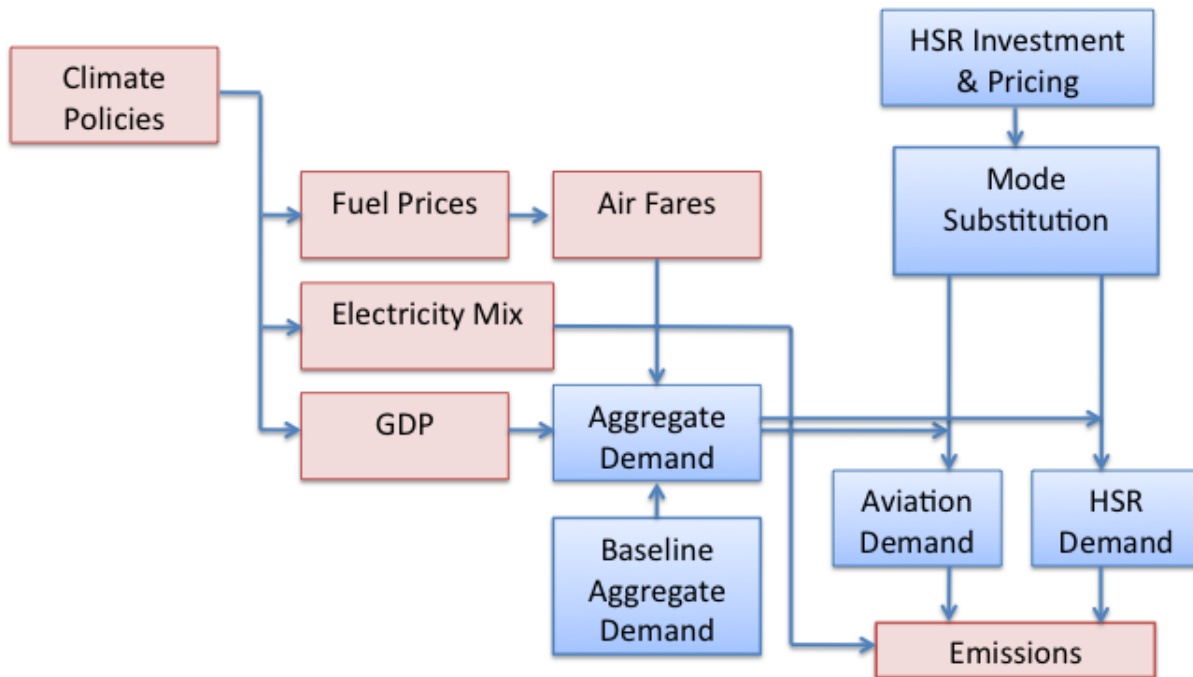 Climate
Policies
HSR Investment
& Pricing
Fuel Prices
Air Fares
Mode
Substitution
Electricity Mix
GDP
Aggregate
Demand
Aviation
Demand
HSR
Demand
Baseline
Aggregate
Demand
Emissions